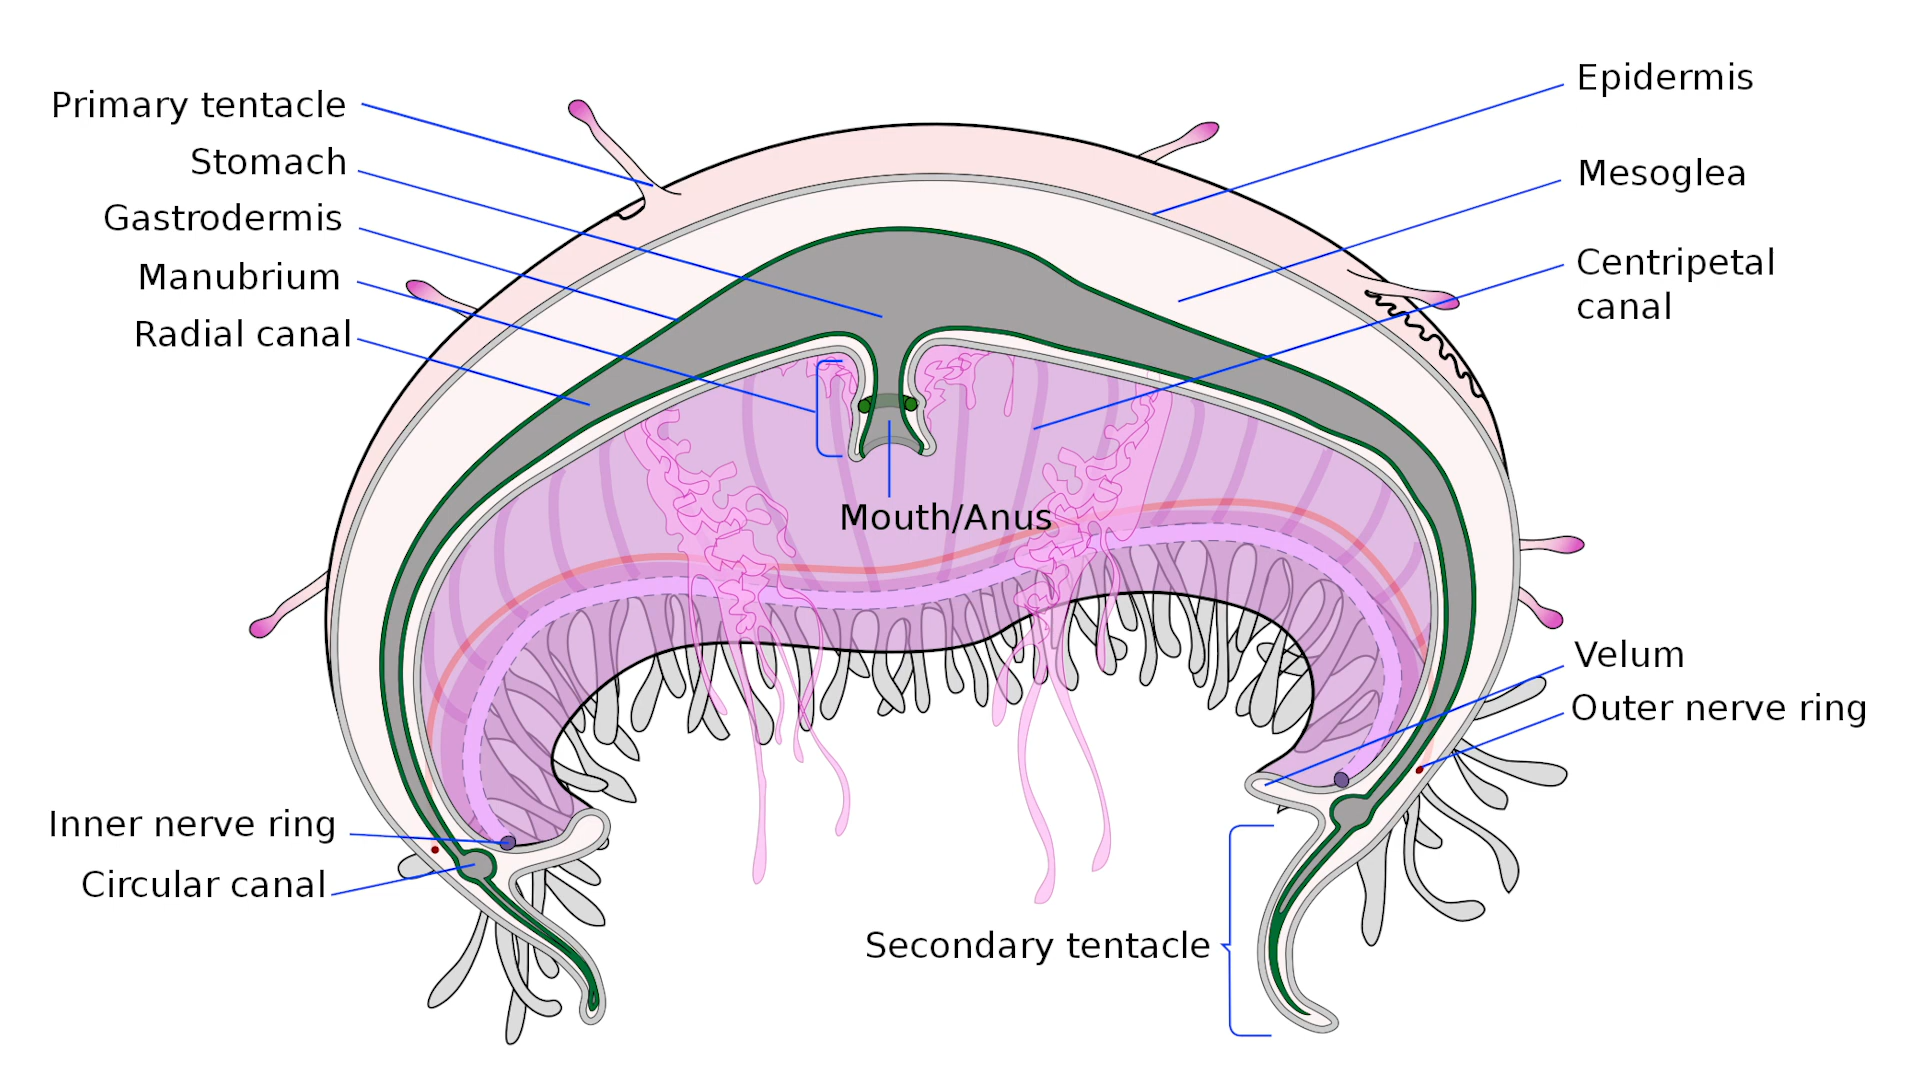 Primary tentacle
Stomach
Gastrodermis
Manubrium
Radial canal
Epidermis
Mesoglea
Centripetal
canal
Mouth/Anus
Velum
Outer nerve ring
Inner nerve ring
Circular canal
Secondary tentacle